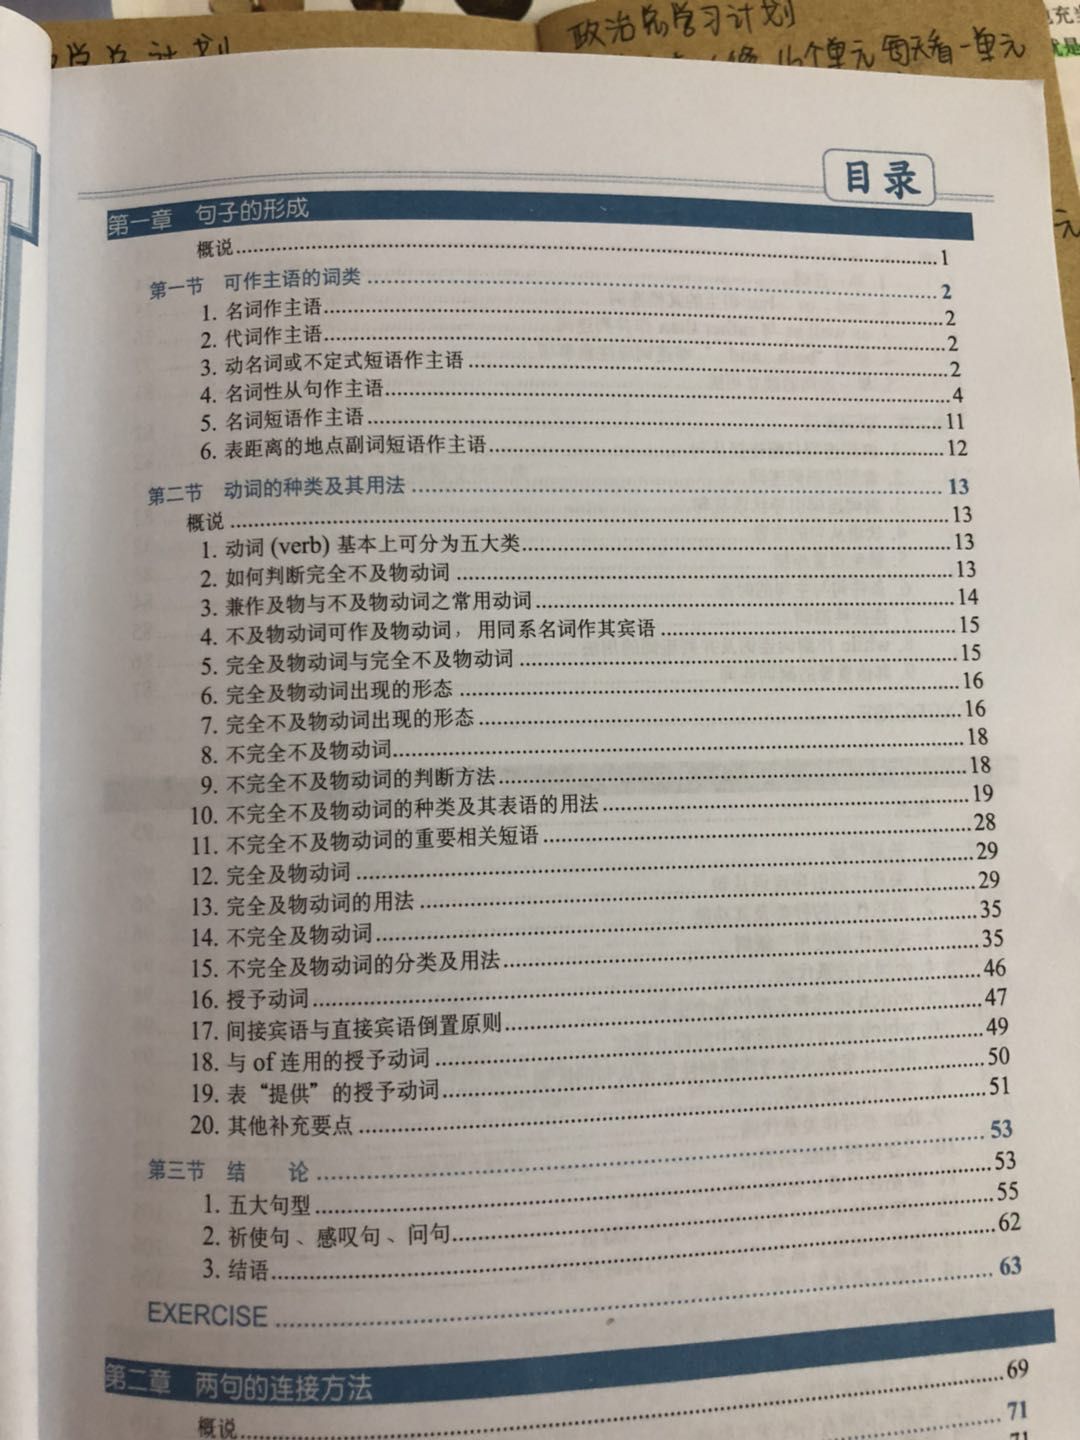 政治总学习计划
16个单元 每天看一单元
学总计划
目录
第一章 句子的形成
概说 1
第一节 可作主语的词类 2
1. 名词作主语 2
2. 代词作主语 2
3. 动名词或不定式短语作主语 2
4. 名词性从句作主语 4
5. 名词短语作主语 11
6. 表距离的地点副词短语作主语 12
第二节 动词的种类及其用法 13
概说 13
1. 动词 (verb) 基本上可分为五大类 13
2. 如何判断完全不及物动词 13
3. 兼作及物与不及物动词之常用动词 14
4. 不及物动词可作及物动词，用同系名词作其宾语 15
5. 完全及物动词与完全不及物动词 15
6. 完全及物动词出现的形态 16
7. 完全不及物动词出现的形态 16
8. 不完全不及物动词 18
9. 不完全不及物动词的判断方法 18
10. 不完全不及物动词的种类及其表语的用法 19
11. 不完全不及物动词的重要相关短语 28
12. 完全及物动词 29
13. 完全及物动词的用法 29
14. 不完全及物动词 35
15. 不完全及物动词的分类及用法 35
16. 授予动词 46
17. 间接宾语与直接宾语倒置原则 47
18. 与 of 连用的授予动词 49
19. 表“提供”的授予动词 50
20. 其他补充要点 51
第三节 结 论 53
1. 五大句型 53
2. 祈使句、感叹句、问句 55
3. 结语 62
EXERCISE 63
第二章 两句的连接方法
概说 69
71